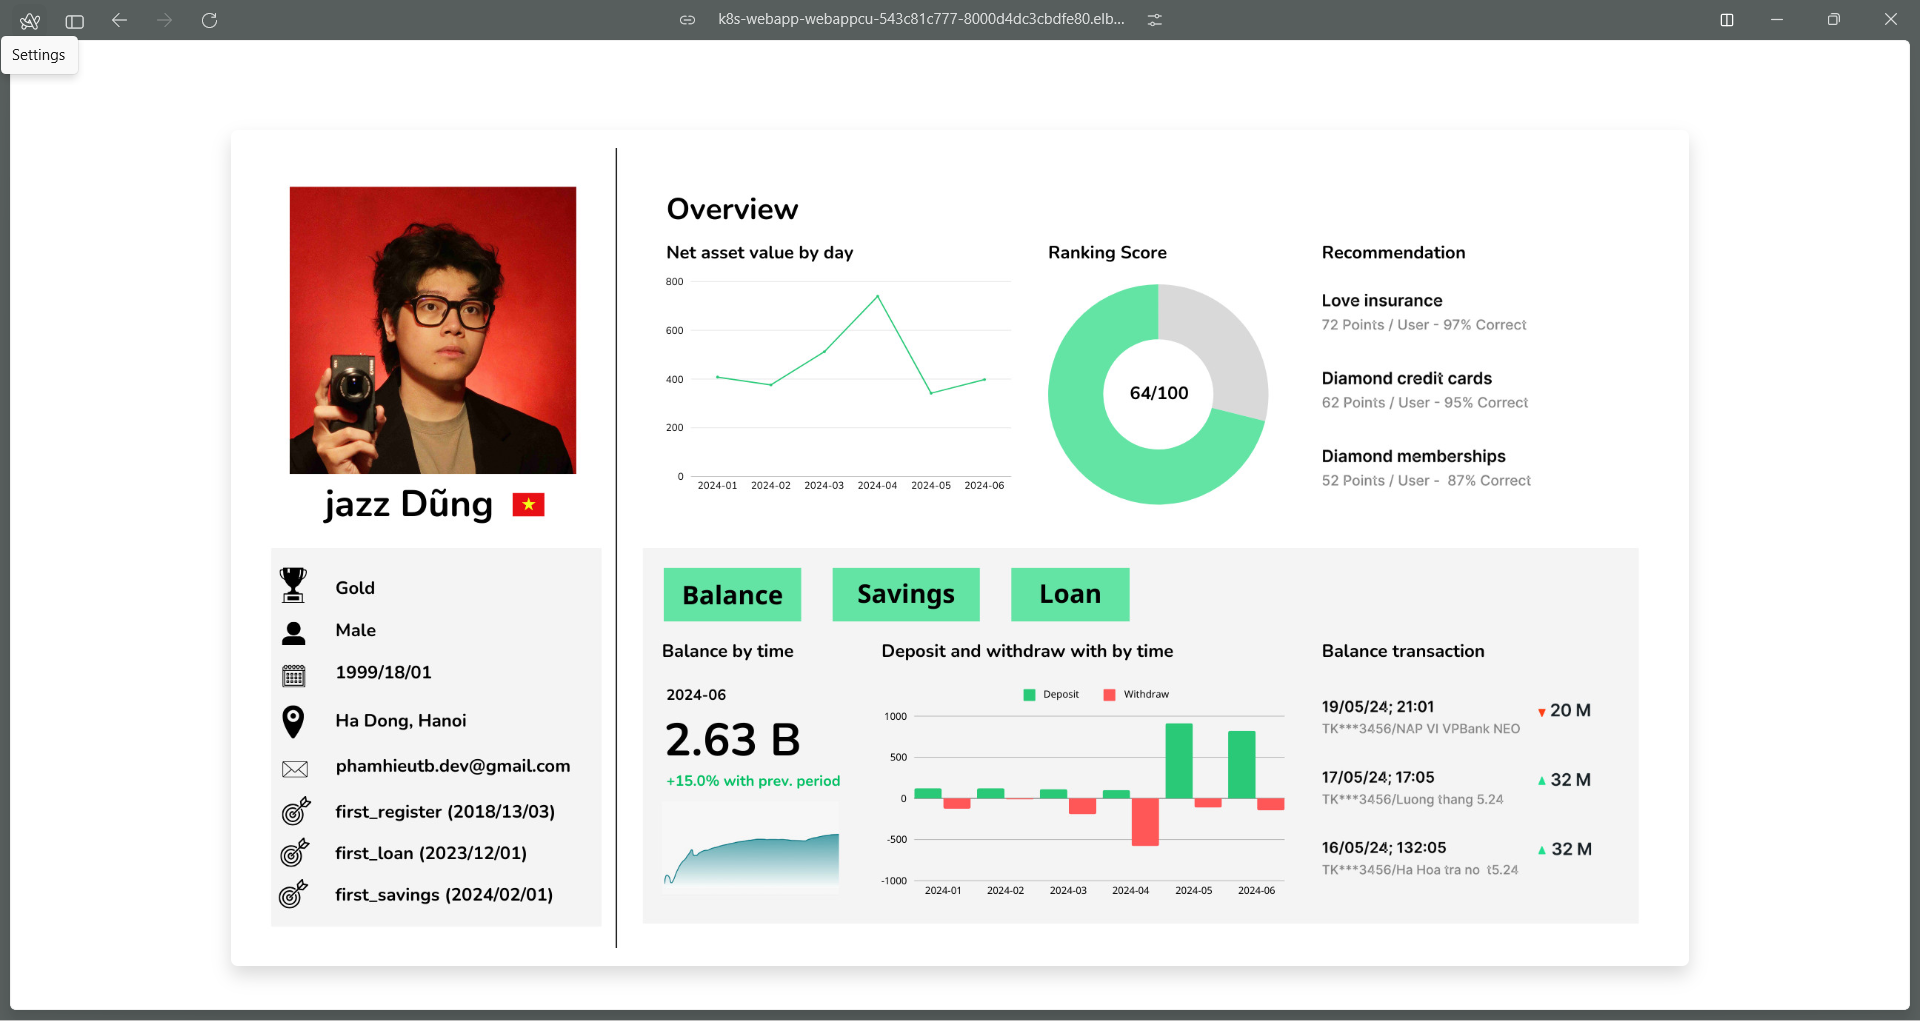 k8s-webapp-webappcu-543c81c777-8000d4dc3cbdfe80.elb...
Settings
jazz Dũng
Gold
Male
1999/18/01
Ha Dong, Hanoi
phamhieutb.dev@gmail.com
first_register (2018/13/03)
first_loan (2023/12/01)
first_savings (2024/02/01)
Overview
Net asset value by day
800
600
400
200
0
2024-01 2024-02 2024-03 2024-04 2024-05 2024-06
Ranking Score
64/100
Recommendation
Love insurance
72 Points / User - 97% Correct
Diamond credit cards
62 Points / User - 95% Correct
Diamond memberships
52 Points / User - 87% Correct
Balance Savings Loan
Balance by time
2024-06
2.63 B
+15.0% with prev. period
Deposit and withdraw with by time
Deposit Withdraw
1000
500
0
-500
-1000
2024-01 2024-02 2024-03 2024-04 2024-05 2024-06
Balance transaction
19/05/24; 21:01
20 M
TK***3456/NAP VI VPBank NEO
17/05/24; 17:05
32 M
TK***3456/Luong thang 5.24
16/05/24; 132:05
32 M
TK***3456/Ha Hoa tra no t5.24